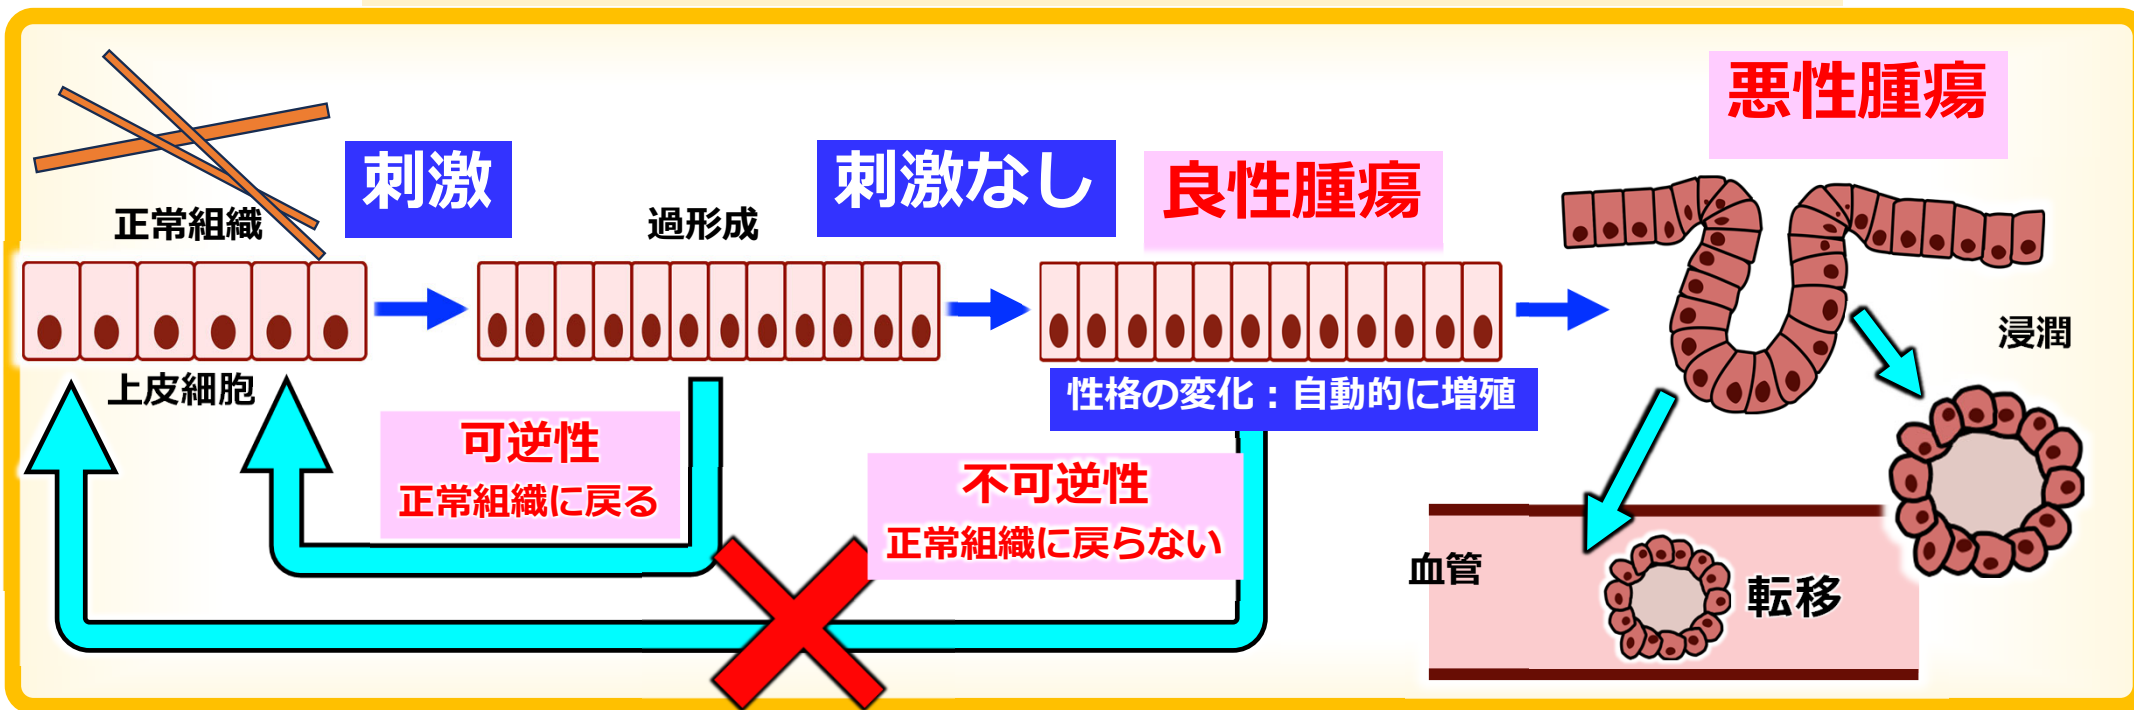 正常組織
刺激
過形成
刺激なし
良性腫瘍
悪性腫瘍
上皮細胞
可逆性
正常組織に戻る
性格の変化：自動的に増殖
不可逆性
正常組織に戻らない
浸潤
血管
転移